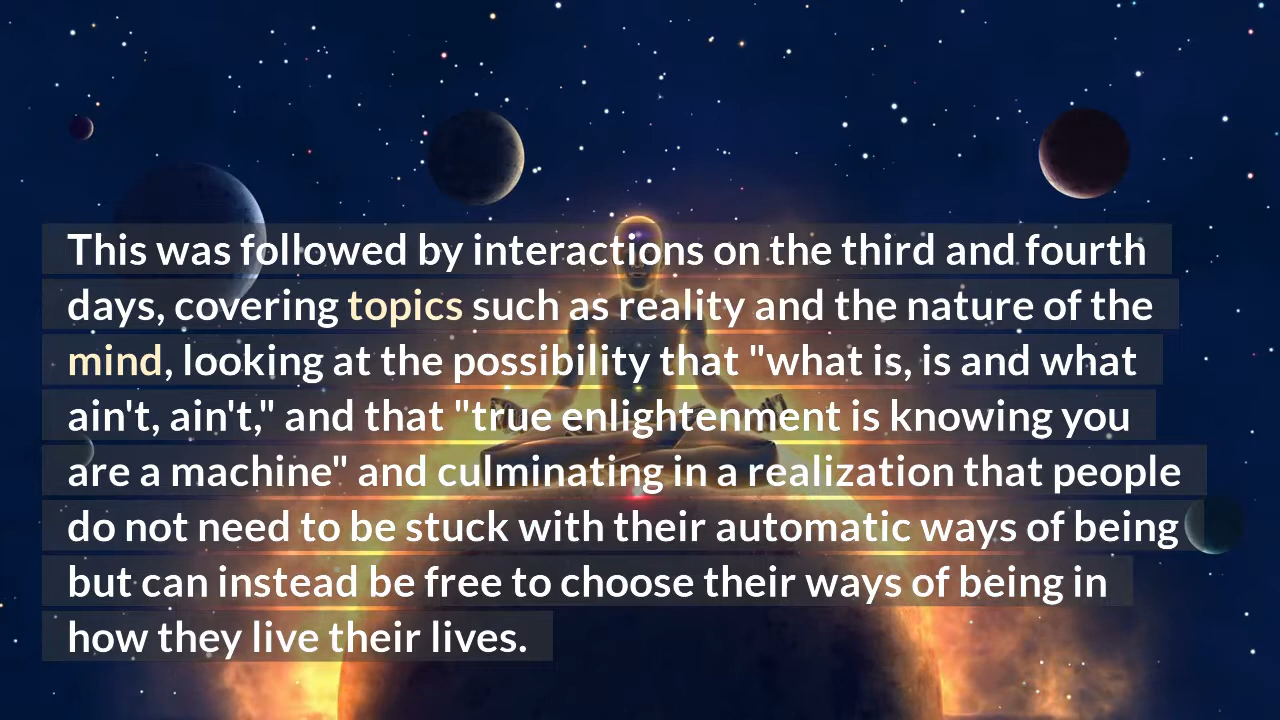 This was followed by interactions on the third and fourth
days, covering topics such as reality and the nature of the
mind, looking at the possibility that "what is, is and what
ain't, ain't," and that "true enlightenment is knowing you
are a machine" and culminating in a realization that people
do not need to be stuck with their automatic ways of being
but can instead be free to choose their ways of being in
how they live their lives.